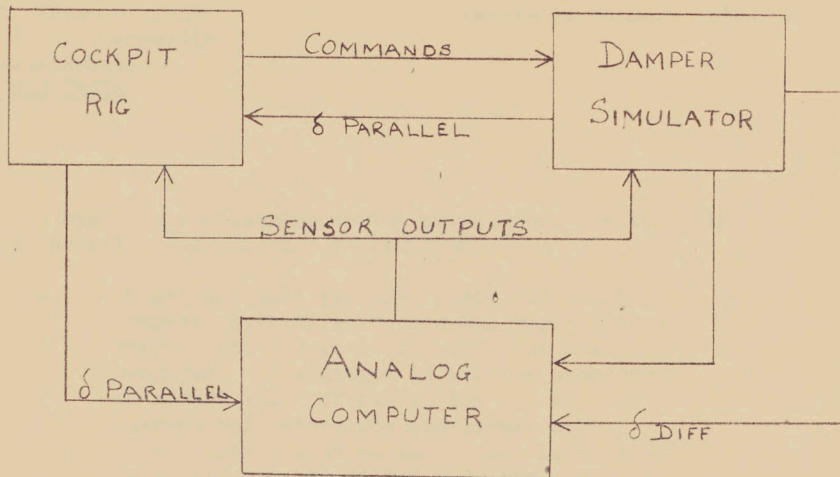 COCKPIT
RIG
COMMANDS
δ PARALLEL
DAMPER
SIMULATOR
SENSOR OUTPUTS
δ PARALLEL
ANALOG
COMPUTER
δ DIFF